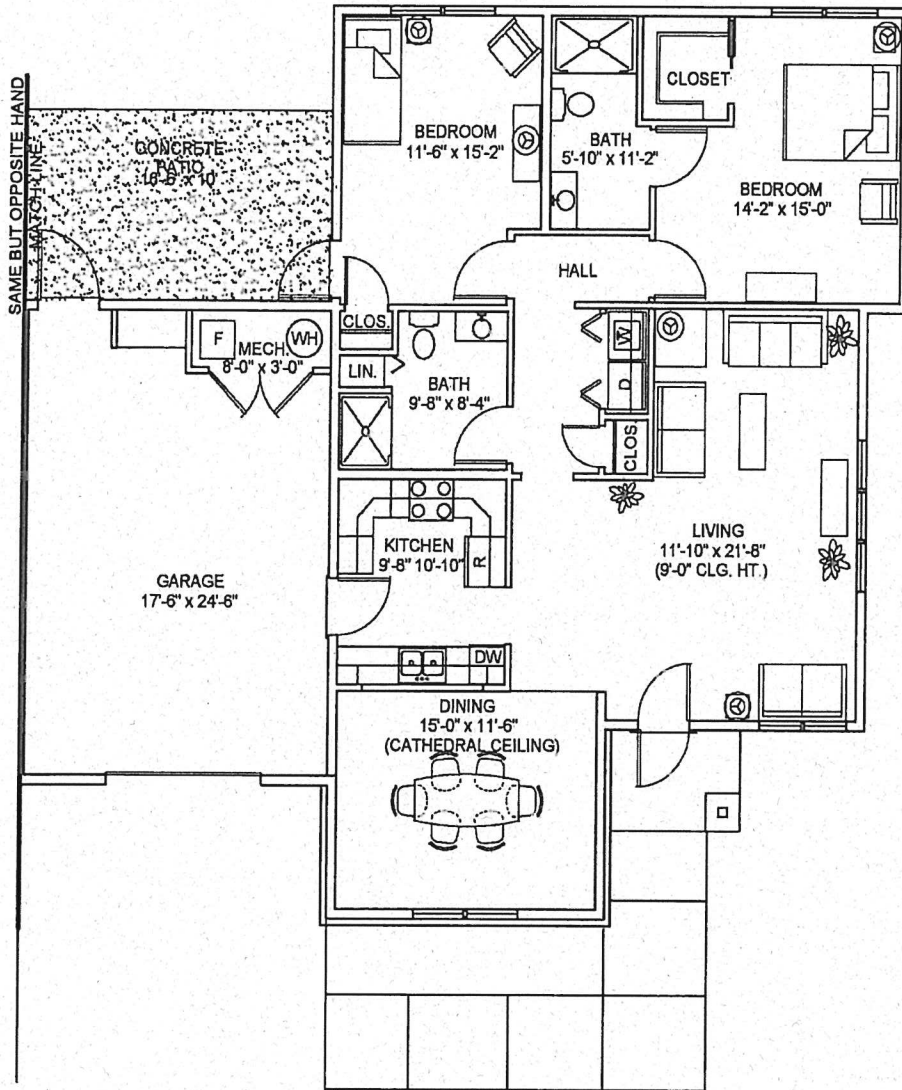 SAME BUT OPPOSITE HAND
MATCH LINE
CONCRETE
PATIO
16'-6" x 10'
BEDROOM
11'-6" x 15'-2"
BATH
5'-10" x 11'-2"
CLOSET
BEDROOM
14'-2" x 15'-0"
HALL
CLOS.
F
MECH.
8'-0" x 3'-0"
WH
LIN.
BATH
9'-8" x 8'-4"
W
D
CLOS.
KITCHEN
9'-8" 10'-10"
R
LIVING
11'-10" x 21'-8"
(9'-0" CLG. HT.)
GARAGE
17'-6" x 24'-6"
DW
DINING
15'-0" x 11'-6"
(CATHEDRAL CEILING)